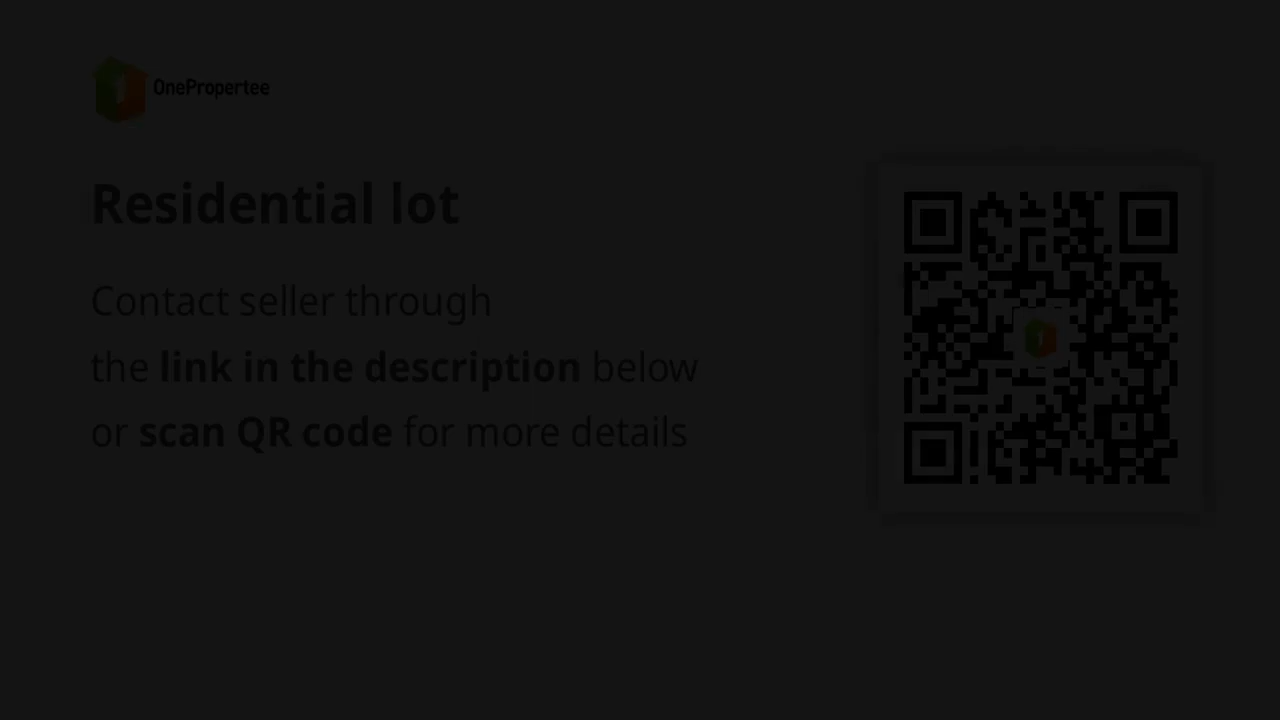 OnePropertee
Residential lot
Contact seller through
the link in the description below
or scan QR code for more details